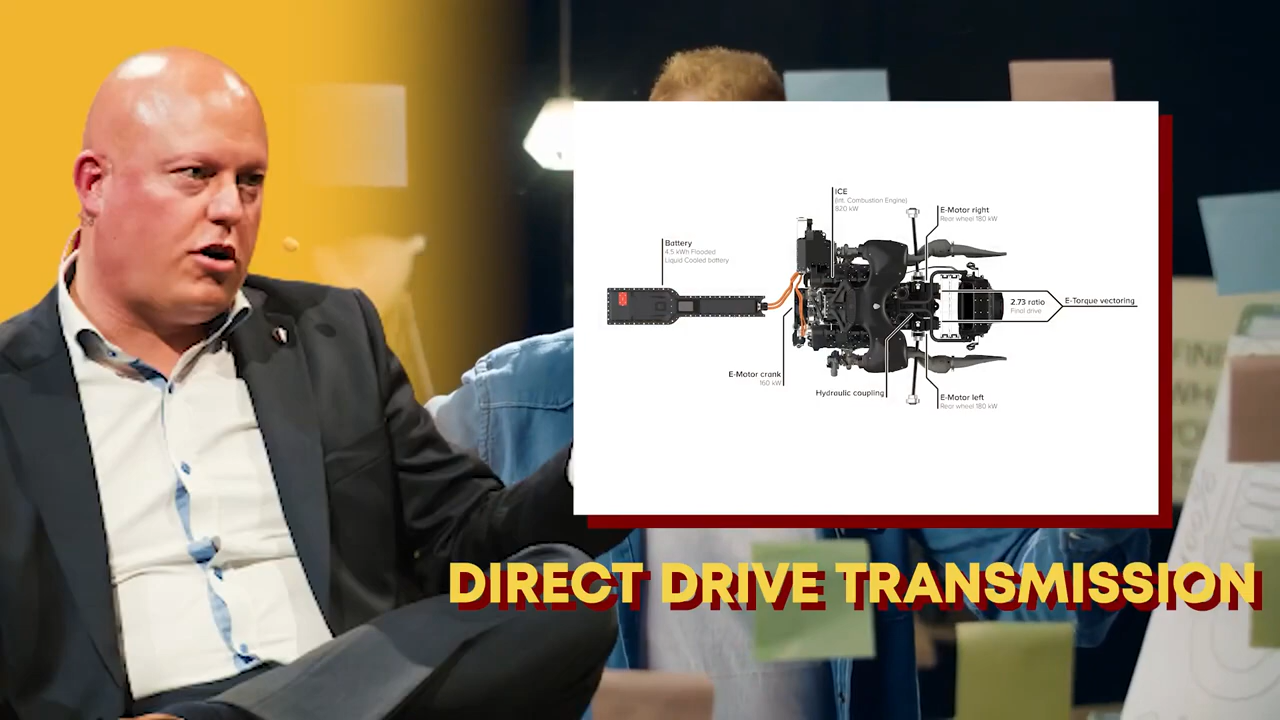 ICE
(Int. Combustion Engine)
820 kW
E-Motor right
Rear wheel 180 kW
Battery
4.5 kWh Flooded
Liquid Cooled battery
2.73 ratio
Final drive
E-Torque vectoring
E-Motor crank
160 kW
Hydraulic coupling
E-Motor left
Rear wheel 180 kW
DIRECT DRIVE TRANSMISSION